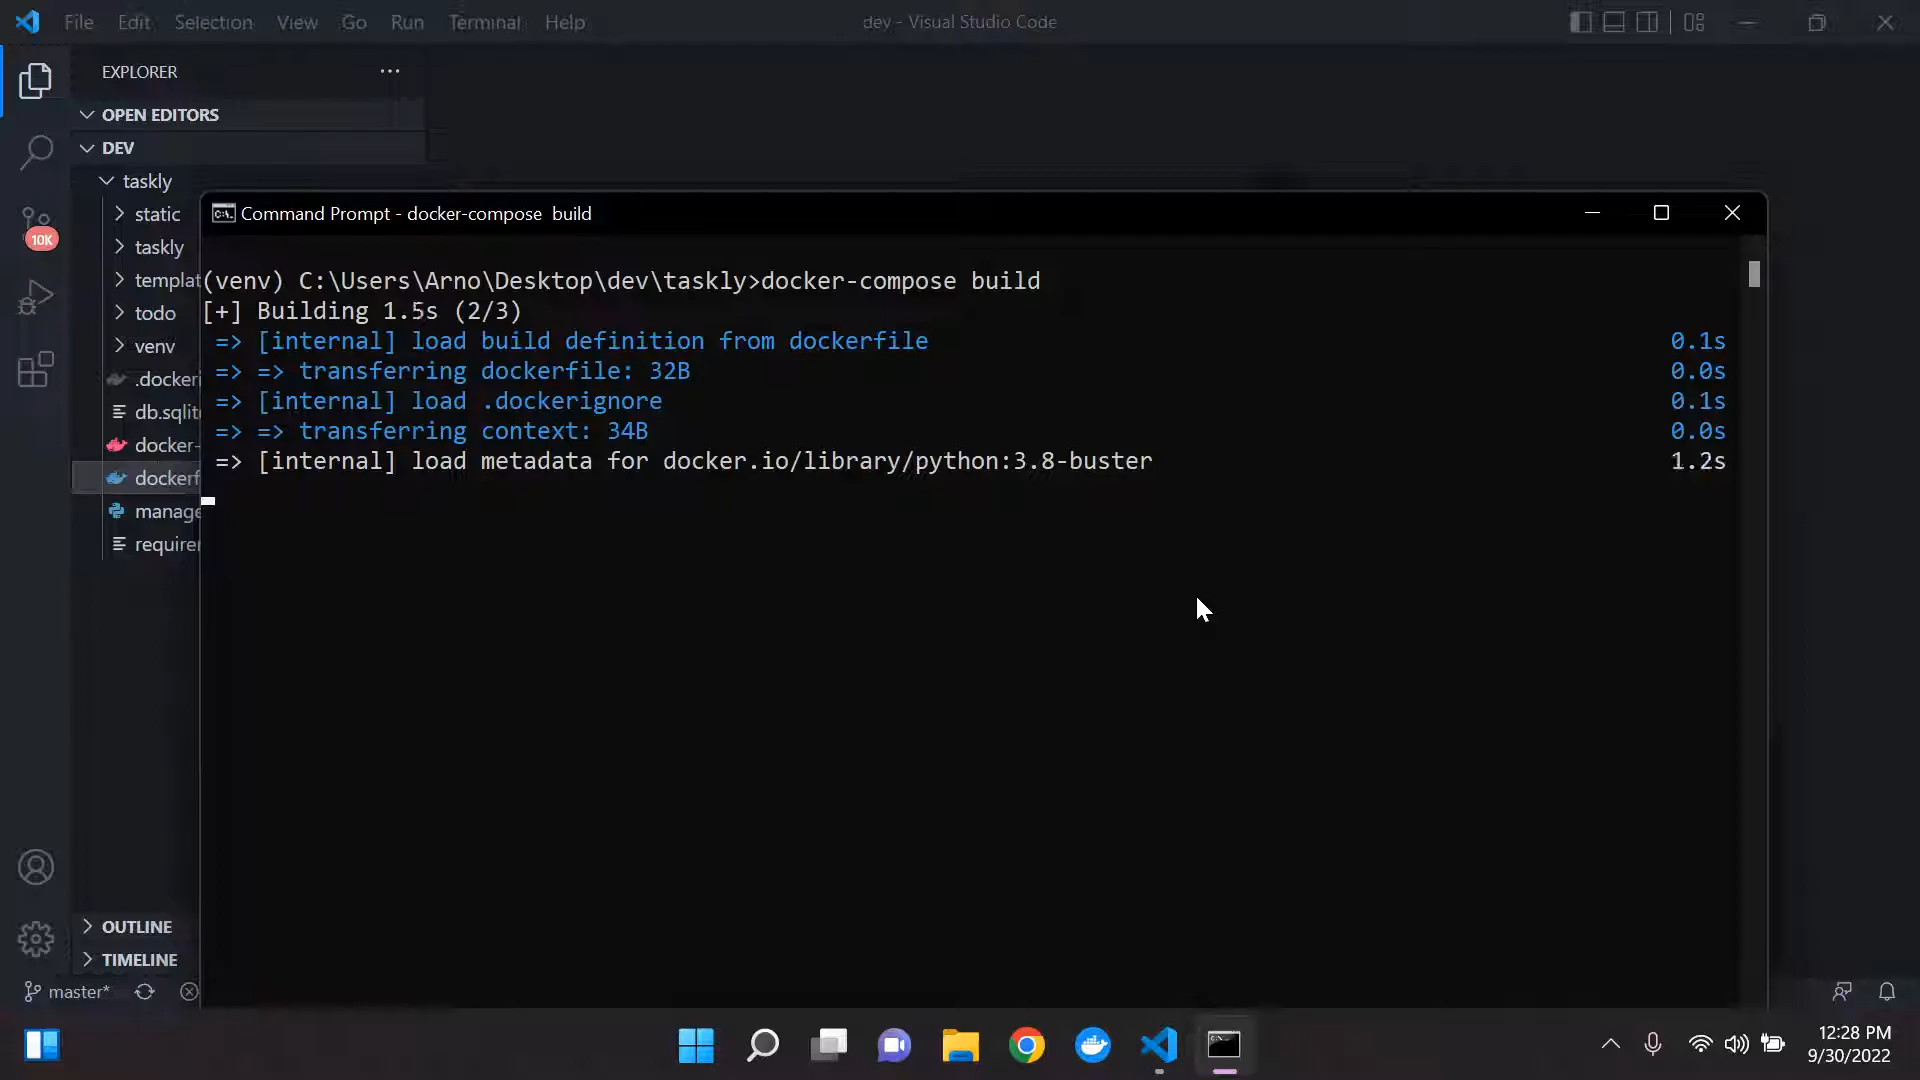 File Edit Selection View Go Run Terminal Help
dev - Visual Studio Code
EXPLORER
OPEN EDITORS
DEV
taskly
static
taskly
templat
todo
venv
.dockeri
db.sqlit
docker-
dockerf
manage
requirer
10K
Command Prompt - docker-compose build
(venv) C:\Users\Arno\Desktop\dev\taskly>docker-compose build
[+] Building 1.5s (2/3)
=> [internal] load build definition from dockerfile 0.1s
=> => transferring dockerfile: 32B 0.0s
=> [internal] load .dockerignore 0.1s
=> => transferring context: 34B 0.0s
=> [internal] load metadata for docker.io/library/python:3.8-buster 1.2s
OUTLINE
TIMELINE
master*
12:28 PM
9/30/2022